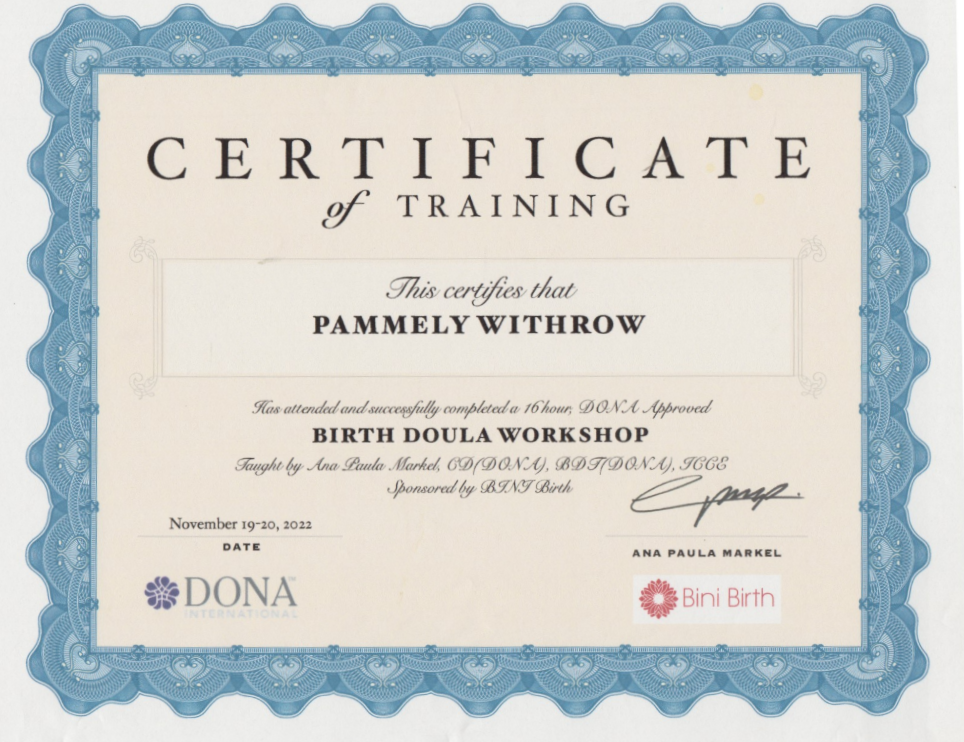 CERTIFICATE
of TRAINING
This certifies that
PAMMELY WITHROW
Has attended and successfully completed a 16 hour, DONA Approved
BIRTH DOULA WORKSHOP
Taught by Ana Paula Markel, CD(DONA), BDT(DONA), ICCE
Sponsored by BINI Birth
November 19-20, 2022
DATE
ANA PAULA MARKEL
DONA™
INTERNATIONAL
Bini Birth